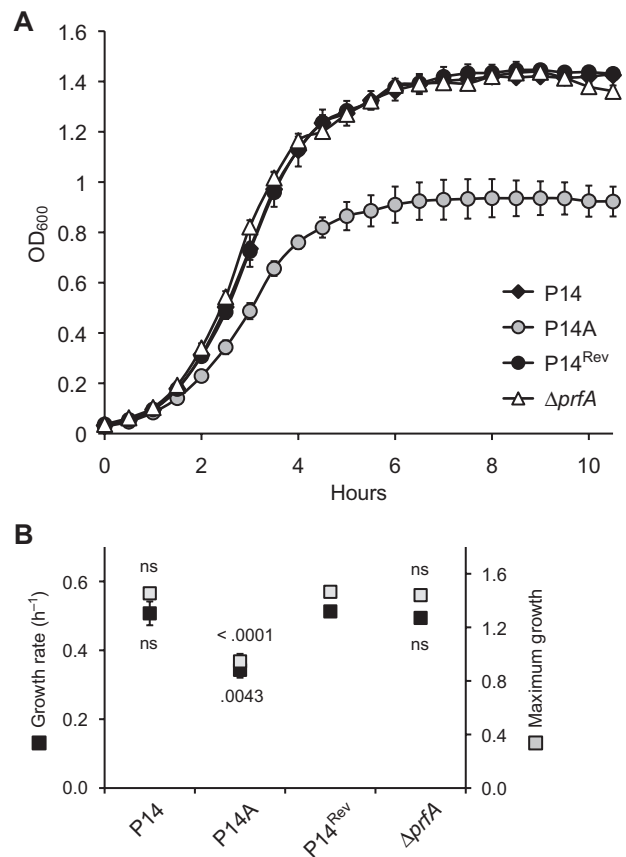 A
1.6
1.4
1.2
1
0.8
0.6
0.4
0.2
0
OD600
0 2 4 6 8 10
Hours
P14
P14A
P14Rev
ΔprfA
B
0.6
0.4
0.2
0.0
Growth rate (h−1)
ns
ns
< .0001
.0043
ns
ns
1.6
1.2
0.8
0.4
0.0
Maximum growth
P14 P14A P14Rev ΔprfA